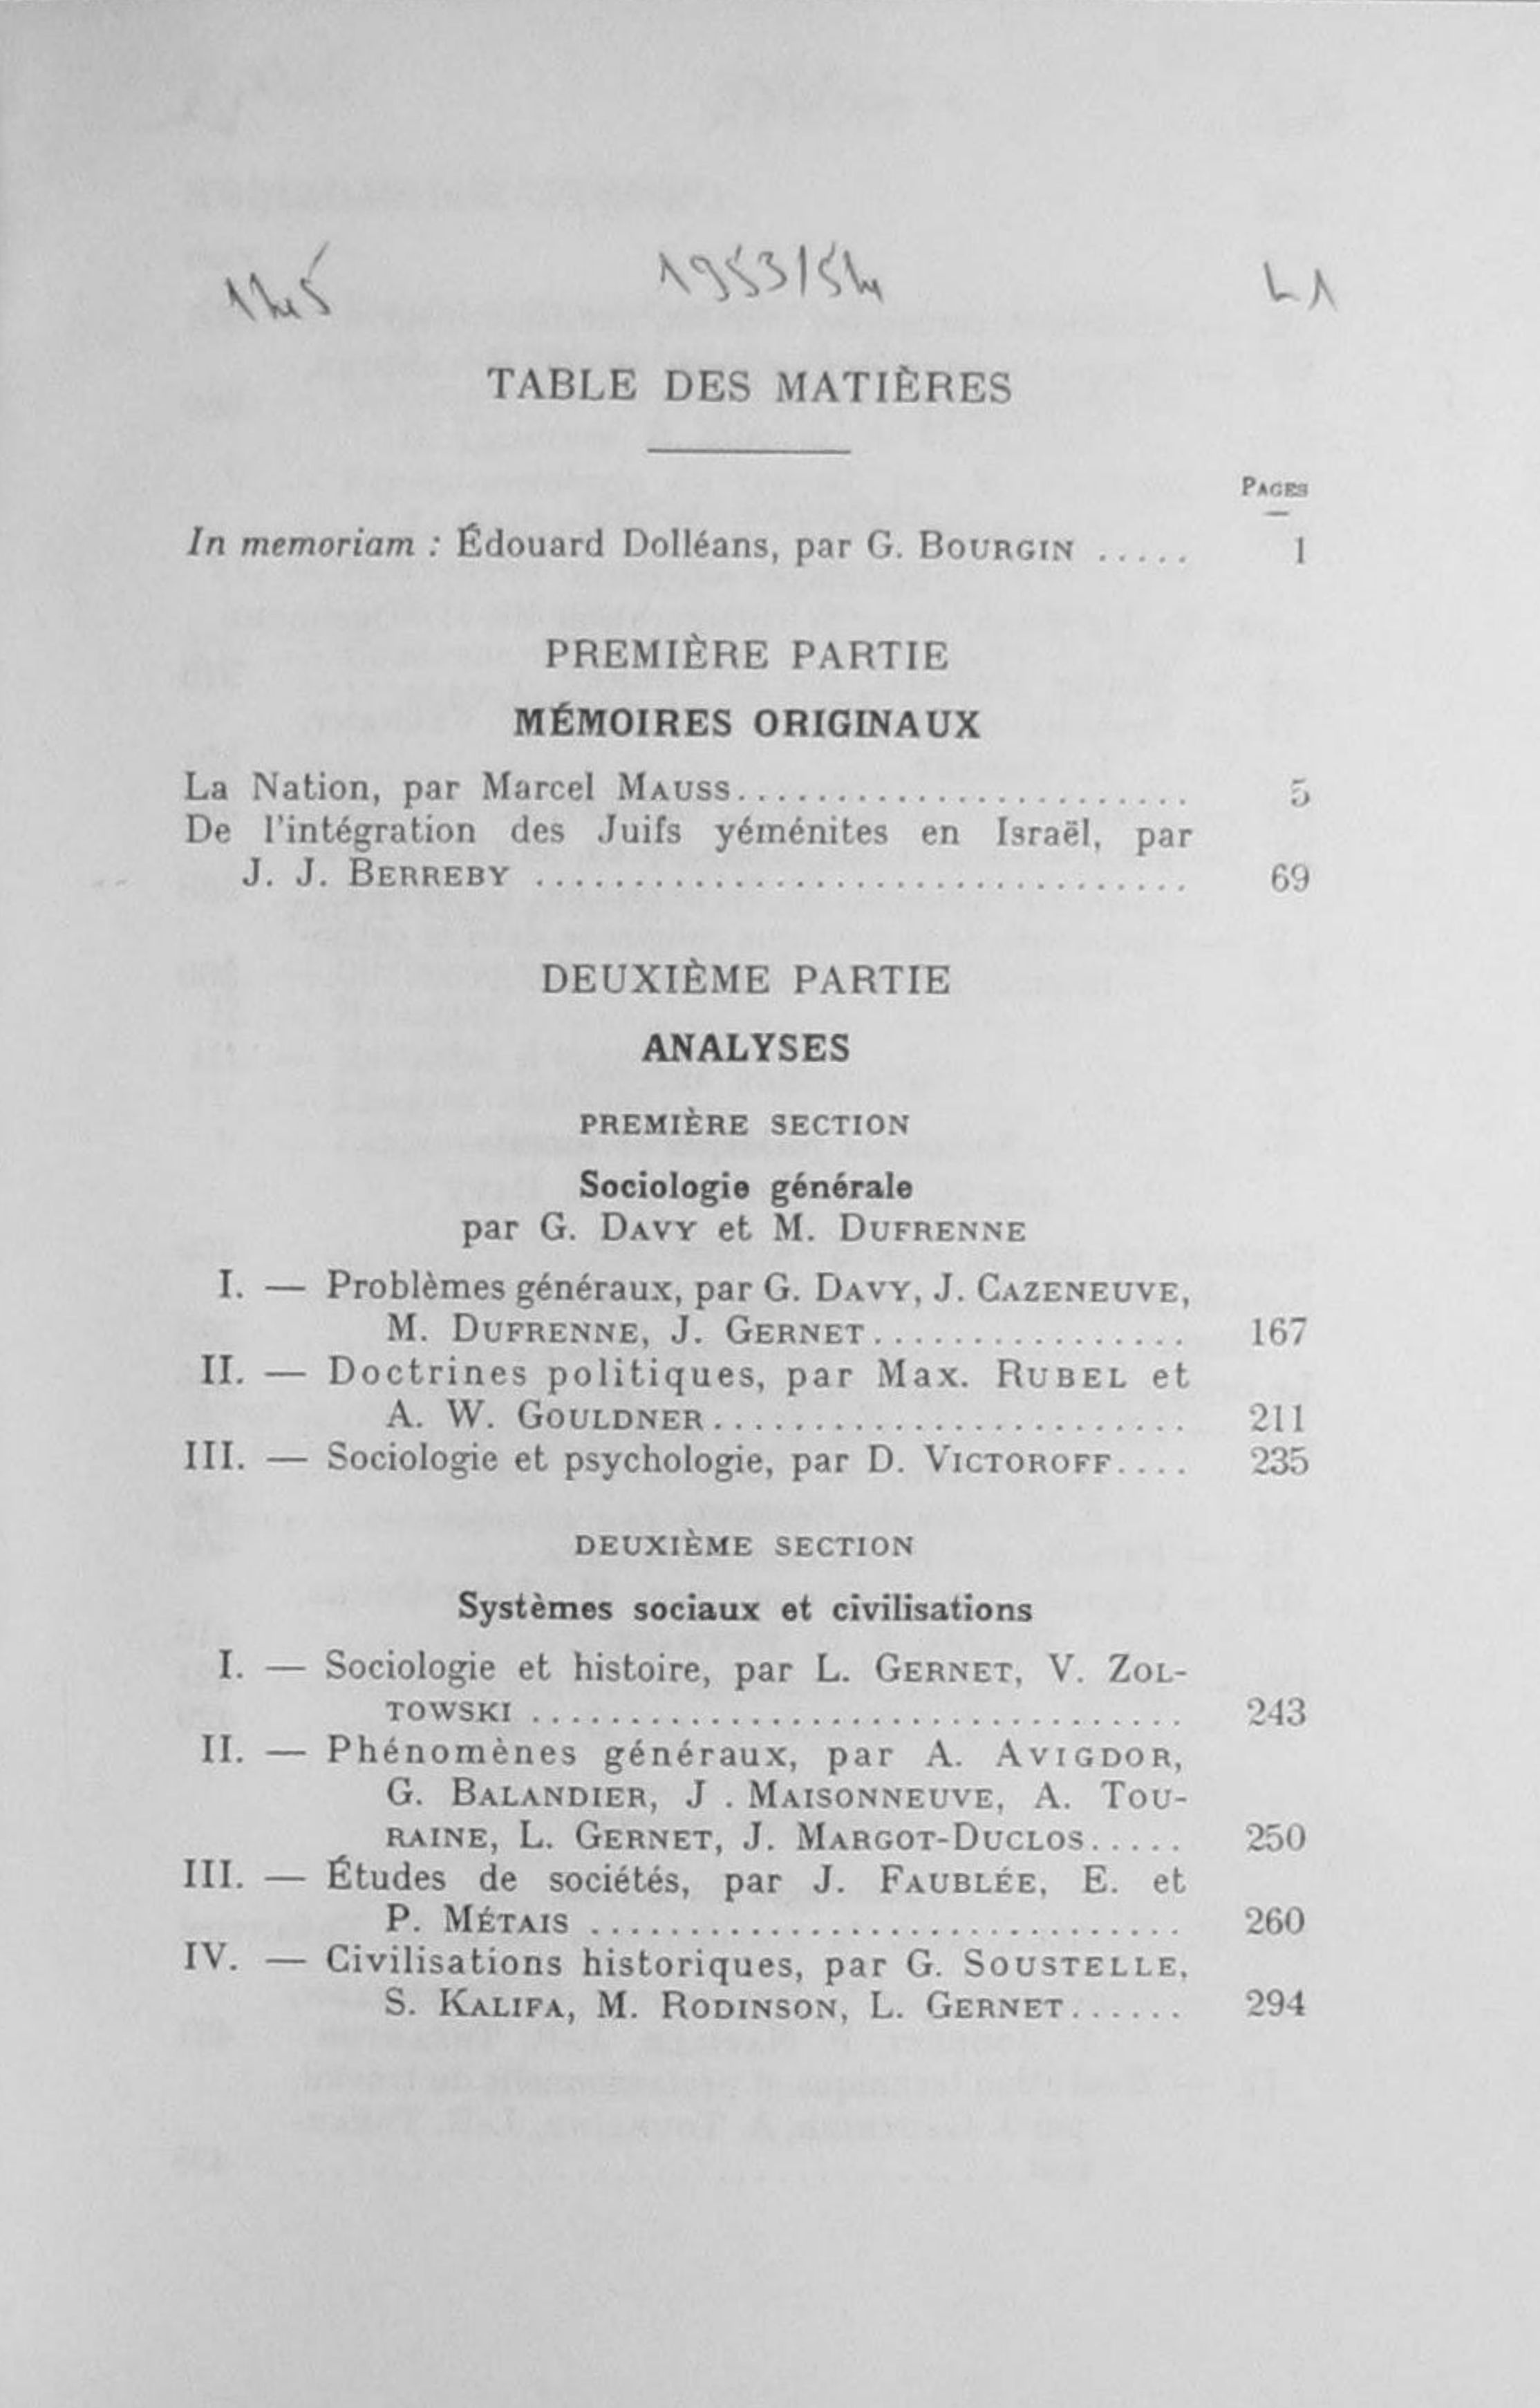 145 1953/54 L1
TABLE DES MATIÈRES
PAGES
In memoriam : Édouard Dolléans, par G. BOURGIN ..... 1
PREMIÈRE PARTIE
MÉMOIRES ORIGINAUX
La Nation, par Marcel MAUSS....................... 5
De l'intégration des Juifs yéménites en Israël, par
J. J. BERREBY ................................. 69
DEUXIÈME PARTIE
ANALYSES
PREMIÈRE SECTION
Sociologie générale
par G. DAVY et M. DUFRENNE
I. — Problèmes généraux, par G. DAVY, J. CAZENEUVE,
M. DUFRENNE, J. GERNET................ 167
II. — Doctrines politiques, par Max. RUBEL et
A. W. GOULDNER........................ 211
III. — Sociologie et psychologie, par D. VICTOROFF.... 235
DEUXIÈME SECTION
Systèmes sociaux et civilisations
I. — Sociologie et histoire, par L. GERNET, V. ZOL-
TOWSKI ................................. 243
II. — Phénomènes généraux, par A. AVIGDOR,
G. BALANDIER, J . MAISONNEUVE, A. TOU-
RAINE, L. GERNET, J. MARGOT-DUCLOS..... 250
III. — Études de sociétés, par J. FAUBLÉE, E. et
P. MÉTAIS .............................. 260
IV. — Civilisations historiques, par G. SOUSTELLE,
S. KALIFA, M. RODINSON, L. GERNET...... 294